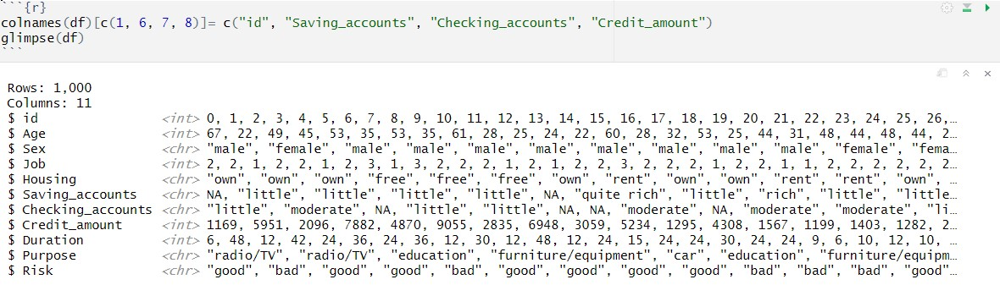 ```{r}
colnames(df)[c(1, 6, 7, 8)]= c("id", "Saving_accounts", "Checking_accounts", "Credit_amount")
glimpse(df)
```
Rows: 1,000
Columns: 11
$ id <int> 0, 1, 2, 3, 4, 5, 6, 7, 8, 9, 10, 11, 12, 13, 14, 15, 16, 17, 18, 19, 20, 21, 22, 23, 24, 25, 26,…
$ Age <int> 67, 22, 49, 45, 53, 35, 53, 35, 61, 28, 25, 24, 22, 60, 28, 32, 53, 25, 44, 31, 48, 44, 48, 44, 2…
$ Sex <chr> "male", "female", "male", "male", "male", "male", "male", "male", "male", "male", "female", "fema…
$ Job <int> 2, 2, 1, 2, 2, 1, 2, 3, 1, 3, 2, 2, 2, 1, 2, 1, 2, 2, 3, 2, 2, 2, 1, 2, 2, 1, 1, 2, 2, 2, 2, 2, 2…
$ Housing <chr> "own", "own", "own", "free", "free", "free", "own", "rent", "own", "own", "rent", "rent", "own", …
$ Saving_accounts <chr> NA, "little", "little", "little", "little", NA, "quite rich", "little", "rich", "little", "little…
$ Checking_accounts <chr> "little", "moderate", NA, "little", "little", NA, NA, "moderate", NA, "moderate", "moderate", "li…
$ Credit_amount <int> 1169, 5951, 2096, 7882, 4870, 9055, 2835, 6948, 3059, 5234, 1295, 4308, 1567, 1199, 1403, 1282, 2…
$ Duration <int> 6, 48, 12, 42, 24, 36, 24, 36, 12, 30, 12, 48, 12, 24, 15, 24, 24, 30, 24, 24, 9, 6, 10, 12, 10, …
$ Purpose <chr> "radio/TV", "radio/TV", "education", "furniture/equipment", "car", "education", "furniture/equipm…
$ Risk <chr> "good", "bad", "good", "good", "bad", "good", "good", "good", "good", "bad", "bad", "bad", "good"…